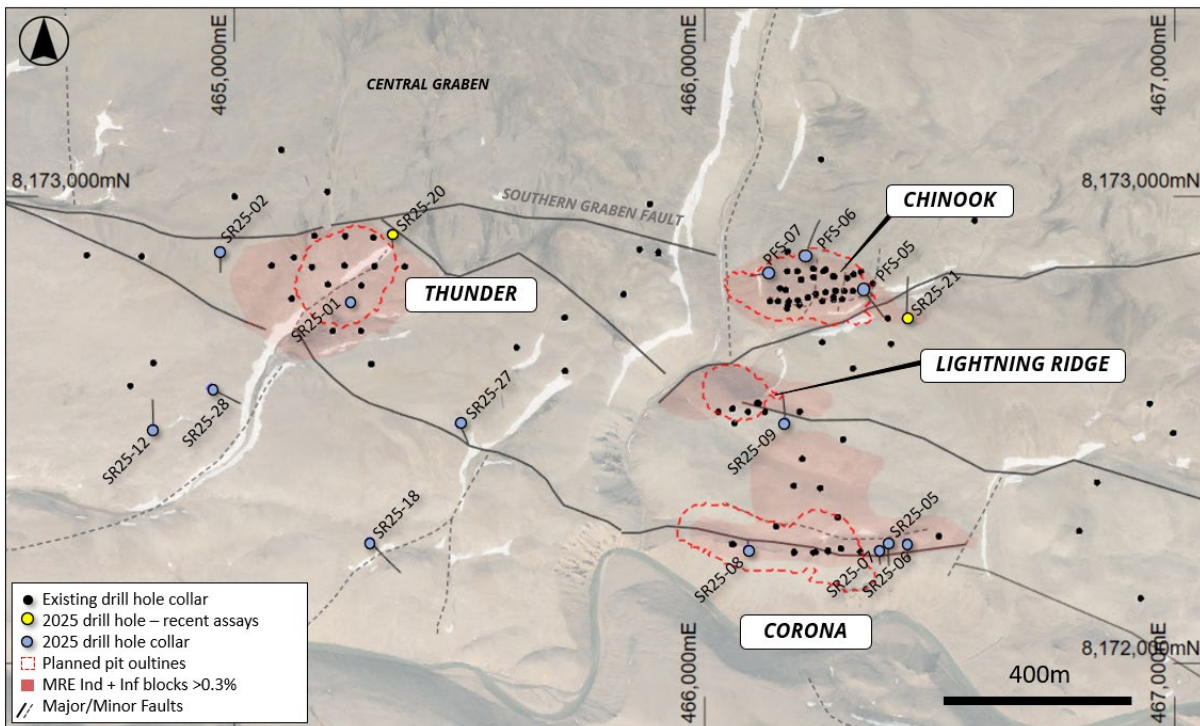 465,000mE
466,000mE
467,000mE
CENTRAL GRABEN
8,173,000mN
8,173,000mN
SOUTHERN GRABEN FAULT
CHINOOK
SR25-02
SR25-20
PFS-07
PFS-06
PFS-05
SR25-21
THUNDER
SR25-01
LIGHTNING RIDGE
SR25-28
SR25-12
SR25-27
SR25-09
SR25-18
SR25-05
SR25-08
SR25-07
SR25-06
CORONA
Existing drill hole collar
2025 drill hole – recent assays
2025 drill hole collar
Planned pit oultines
MRE Ind + Inf blocks >0.3%
Major/Minor Faults
466,000mE
8,172,000mN
467,000mE
400m